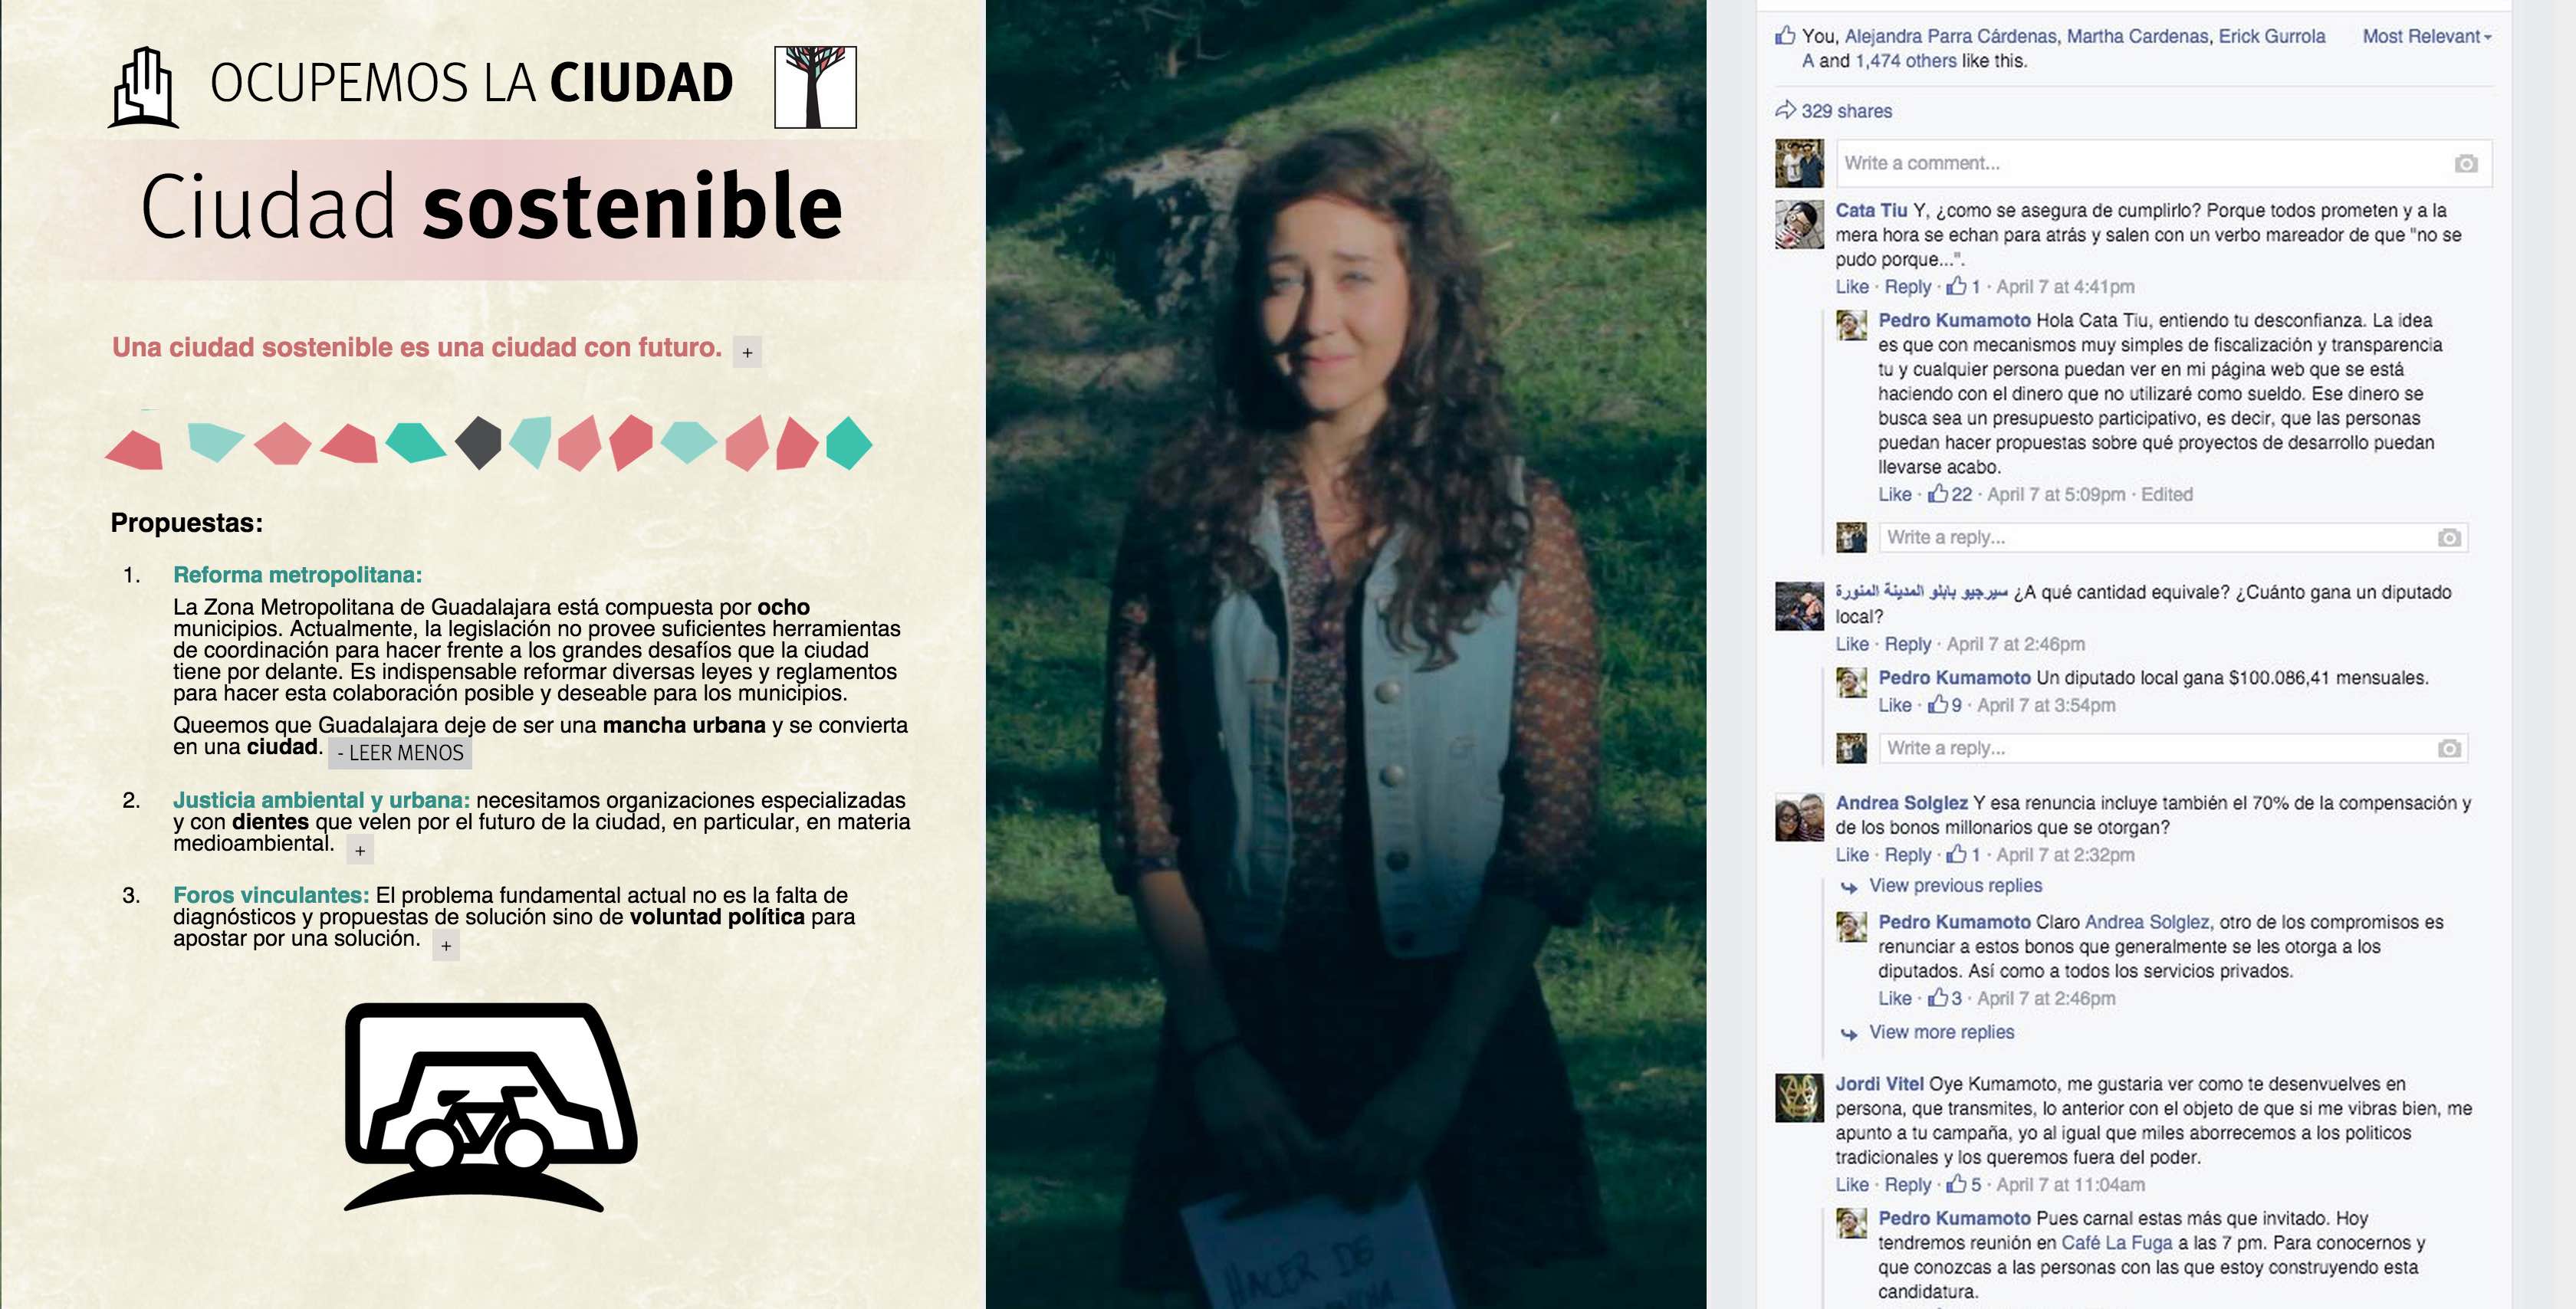 OCUPEMOS LA CIUDAD
Ciudad sostenible
Una ciudad sostenible es una ciudad con futuro. +
Propuestas:
1. Reforma metropolitana:
La Zona Metropolitana de Guadalajara está compuesta por ocho
municipios. Actualmente, la legislación no provee suficientes herramientas
de coordinación para hacer frente a los grandes desafíos que la ciudad
tiene por delante. Es indispensable reformar diversas leyes y reglamentos
para hacer esta colaboración posible y deseable para los municipios.
Queemos que Guadalajara deje de ser una mancha urbana y se convierta
en una ciudad. - LEER MENOS
2. Justicia ambiental y urbana: necesitamos organizaciones especializadas
y con dientes que velen por el futuro de la ciudad, en particular, en materia
medioambiental. +
3. Foros vinculantes: El problema fundamental actual no es la falta de
diagnósticos y propuestas de solución sino de voluntad política para
apostar por una solución. +
HACER DE
You, Alejandra Parra Cárdenas, Martha Cardenas, Erick Gurrola
A and 1,474 others like this.
Most Relevant
329 shares
Write a comment...
Cata Tiu Y, ¿como se asegura de cumplirlo? Porque todos prometen y a la
mera hora se echan para atrás y salen con un verbo mareador de que "no se
pudo porque...".
Like · Reply · 1 · April 7 at 4:41pm
Pedro Kumamoto Hola Cata Tiu, entiendo tu desconfianza. La idea
es que con mecanismos muy simples de fiscalización y transparencia
tu y cualquier persona puedan ver en mi página web que se está
haciendo con el dinero que no utilizaré como sueldo. Ese dinero se
busca sea un presupuesto participativo, es decir, que las personas
puedan hacer propuestas sobre qué proyectos de desarrollo puedan
llevarse acabo.
Like · 22 · April 7 at 5:09pm · Edited
Write a reply...
سيرجيو بابلو المدينة المنورة ¿A qué cantidad equivale? ¿Cuánto gana un diputado
local?
Like · Reply · April 7 at 2:46pm
Pedro Kumamoto Un diputado local gana $100.086,41 mensuales.
Like · 9 · April 7 at 3:54pm
Write a reply...
Andrea Solglez Y esa renuncia incluye también el 70% de la compensación y
de los bonos millonarios que se otorgan?
Like · Reply · 1 · April 7 at 2:32pm
View previous replies
Pedro Kumamoto Claro Andrea Solglez, otro de los compromisos es
renunciar a estos bonos que generalmente se les otorga a los
diputados. Así como a todos los servicios privados.
Like · 3 · April 7 at 2:46pm
View more replies
Jordi Vitel Oye Kumamoto, me gustaria ver como te desenvuelves en
persona, que transmites, lo anterior con el objeto de que si me vibras bien, me
apunto a tu campaña, yo al igual que miles aborrecemos a los politicos
tradicionales y los queremos fuera del poder.
Like · Reply · 5 · April 7 at 11:04am
Pedro Kumamoto Pues carnal estas más que invitado. Hoy
tendremos reunión en Café La Fuga a las 7 pm. Para conocernos y
que conozcas a las personas con las que estoy construyendo esta
candidatura.